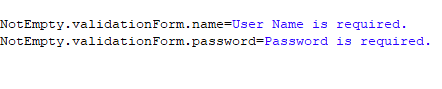 NotEmpty.validationForm.name=User Name is required.
NotEmpty.validationForm.password=Password is required.